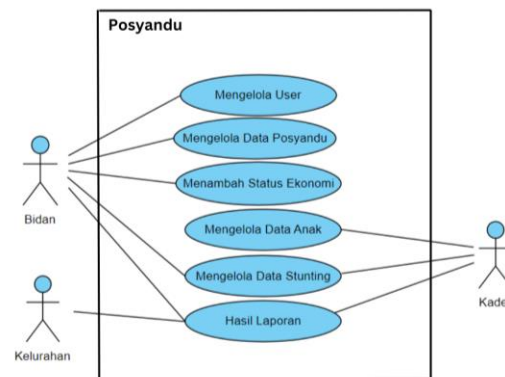 Posyandu
Mengelola User
Mengelola Data Posyandu
Menambah Status Ekonomi
Bidan
Mengelola Data Anak
Mengelola Data Stunting
Kade
Hasil Laporan
Kelurahan